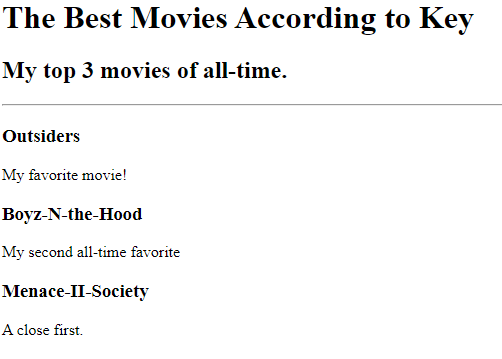 The Best Movies According to Key
My top 3 movies of all-time.
Outsiders
My favorite movie!
Boyz-N-the-Hood
My second all-time favorite
Menace-II-Society
A close first.